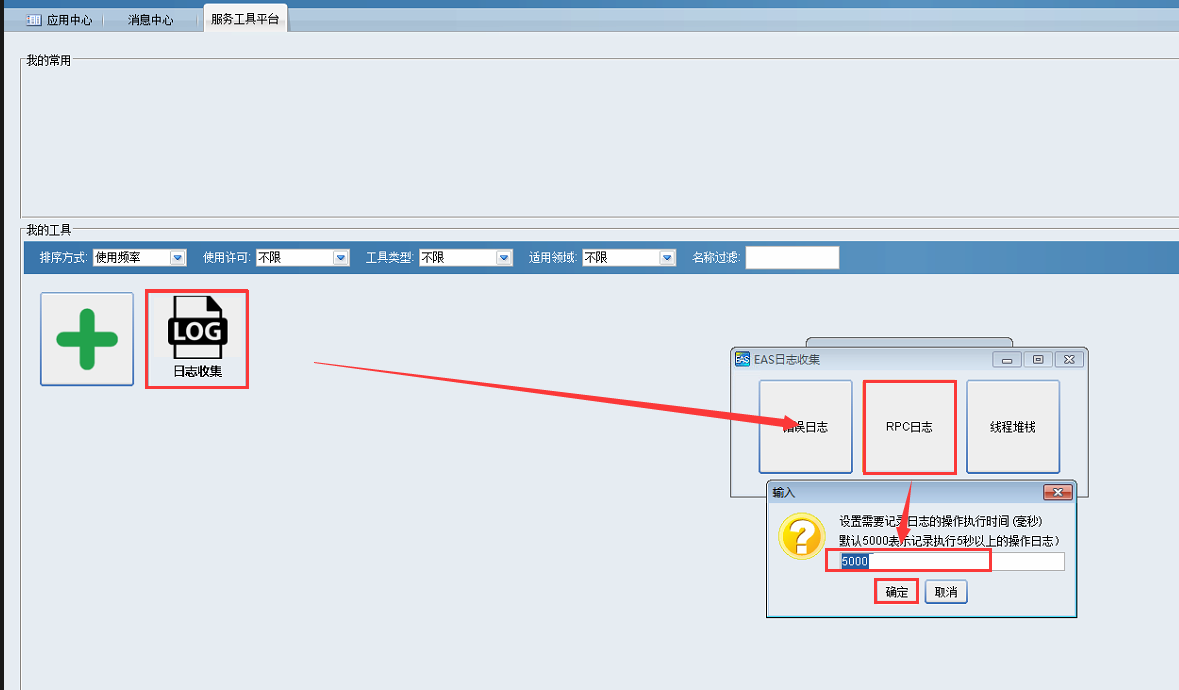 应用中心
消息中心
服务工具平台
我的常用
我的工具
排序方式: 使用频率 使用许可: 不限 工具类型: 不限 适用领域: 不限 名称过滤:
LOG
日志收集
EAS EAS日志收集
错误日志
RPC日志
线程堆栈
输入
设置需要记录日志的操作执行时间 (毫秒)
默认5000表示记录执行5秒以上的操作日志)
5000
确定
取消